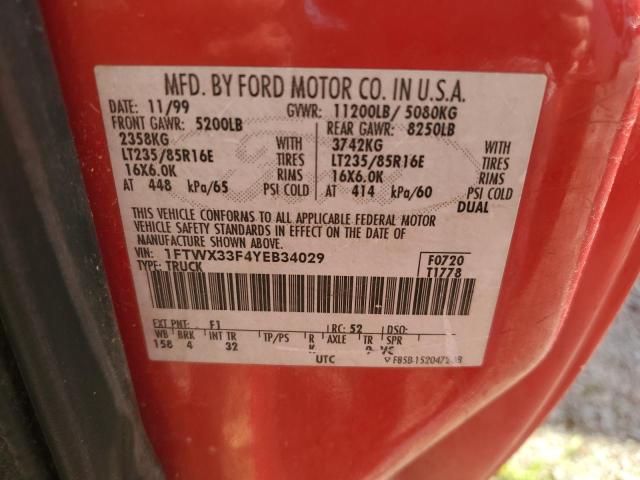 MFD. BY FORD MOTOR CO. IN U.S.A.
DATE: 11/99 GVWR: 11200LB/ 5080KG
FRONT GAWR: 5200LB REAR GAWR: 8250LB
2358KG WITH 3742KG WITH
LT235/85R16E TIRES LT235/85R16E TIRES
16X6.0K RIMS 16X6.0K RIMS
AT 448 kPa/65 PSI COLD AT 414 kPa/60 PSI COLD
DUAL
THIS VEHICLE CONFORMS TO ALL APPLICABLE FEDERAL MOTOR
VEHICLE SAFETY STANDARDS IN EFFECT ON THE DATE OF
MANUFACTURE SHOWN ABOVE.
VIN: 1FTWX33F4YEB34029 F0720
TYPE: TRUCK T1778
EXT PNT: F1 RC: 52 DSO:
WB BRK INT TR TP/PS R AXLE TR SPR
158 4 32 K
UTC